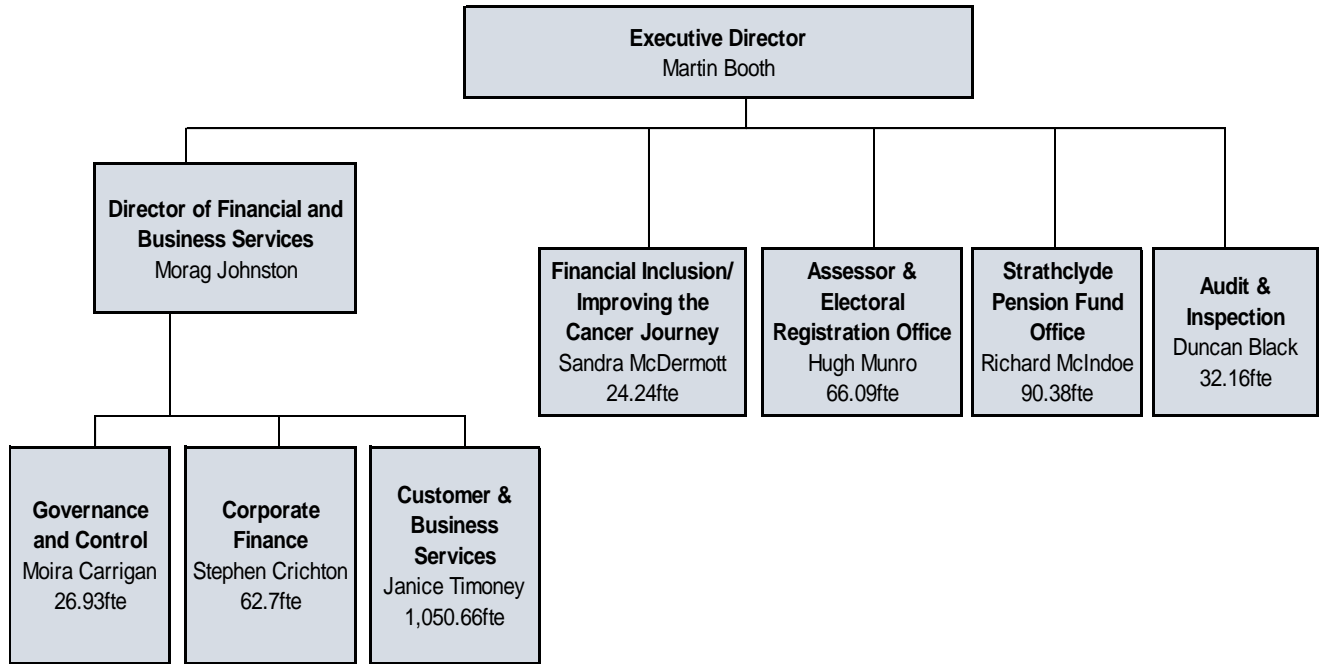 Executive Director
Martin Booth
Director of Financial and
Business Services
Morag Johnston
Financial Inclusion/
Improving the
Cancer Journey
Sandra McDermott
24.24fte
Assessor &
Electoral
Registration Office
Hugh Munro
66.09fte
Strathclyde
Pension Fund
Office
Richard McIndoe
90.38fte
Audit &
Inspection
Duncan Black
32.16fte
Governance
and Control
Moira Carrigan
26.93fte
Corporate
Finance
Stephen Crichton
62.7fte
Customer &
Business
Services
Janice Timoney
1,050.66fte